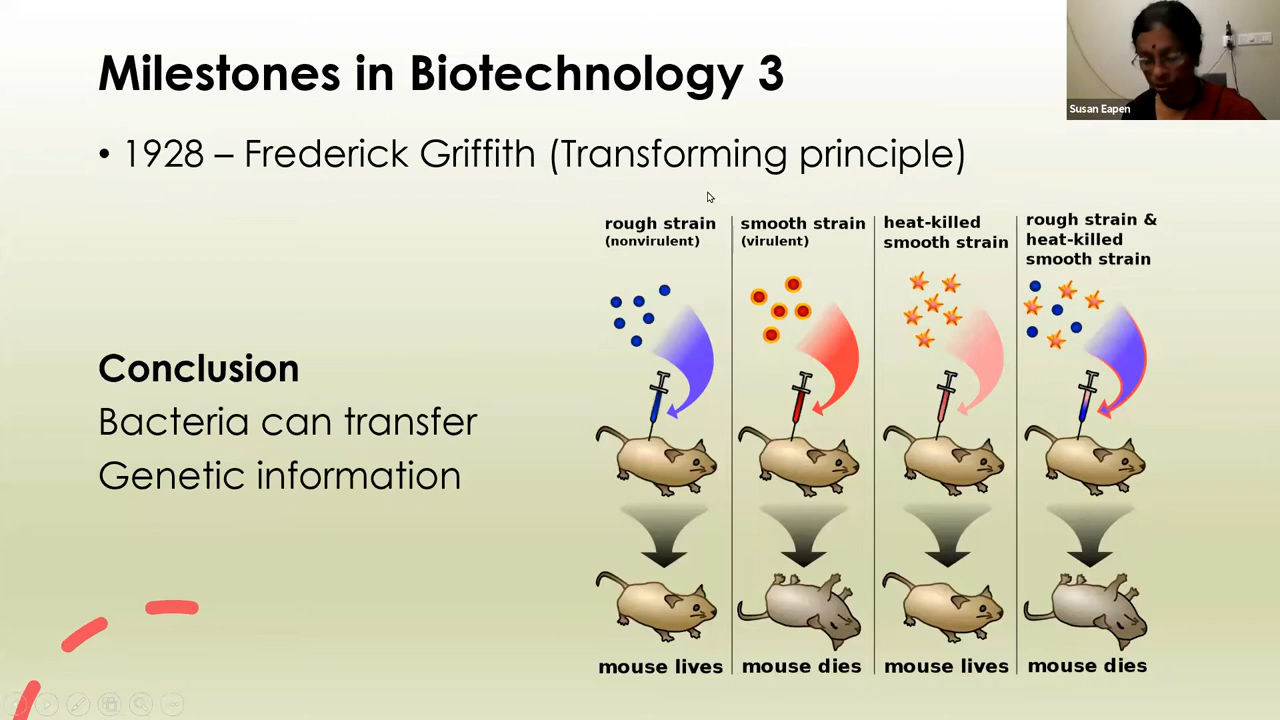 Milestones in Biotechnology 3
Susan Eapen
• 1928 – Frederick Griffith (Transforming principle)
rough strain
(nonvirulent)
smooth strain
(virulent)
heat-killed
smooth strain
rough strain &
heat-killed
smooth strain
Conclusion
Bacteria can transfer
Genetic information
mouse lives
mouse dies
mouse lives
mouse dies